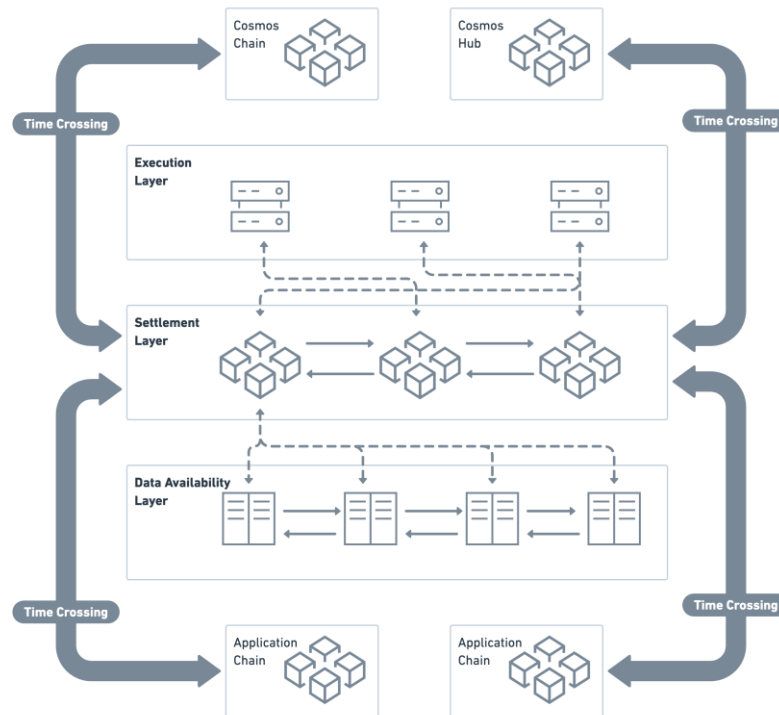 Cosmos
Chain
Cosmos
Hub
Time Crossing
Time Crossing
Execution
Layer
Settlement
Layer
Data Availability
Layer
Time Crossing
Time Crossing
Application
Chain
Application
Chain